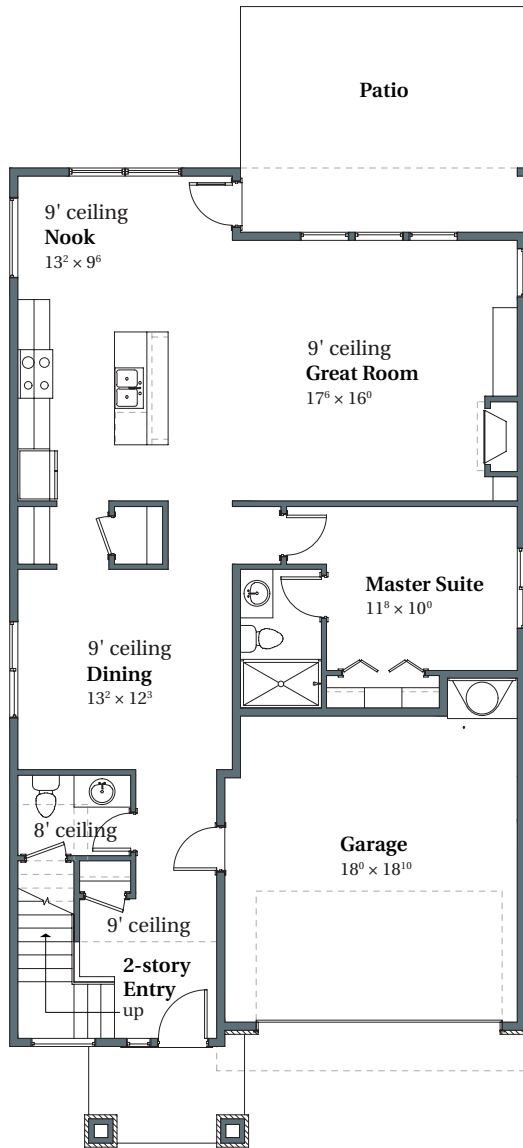 Patio
9' ceiling
Nook
13² × 9⁶
9' ceiling
Great Room
17⁶ × 16⁰
Master Suite
11⁸ × 10⁰
9' ceiling
Dining
13² × 12³
8' ceiling
Garage
18⁰ × 18¹⁰
9' ceiling
2-story
Entry
up